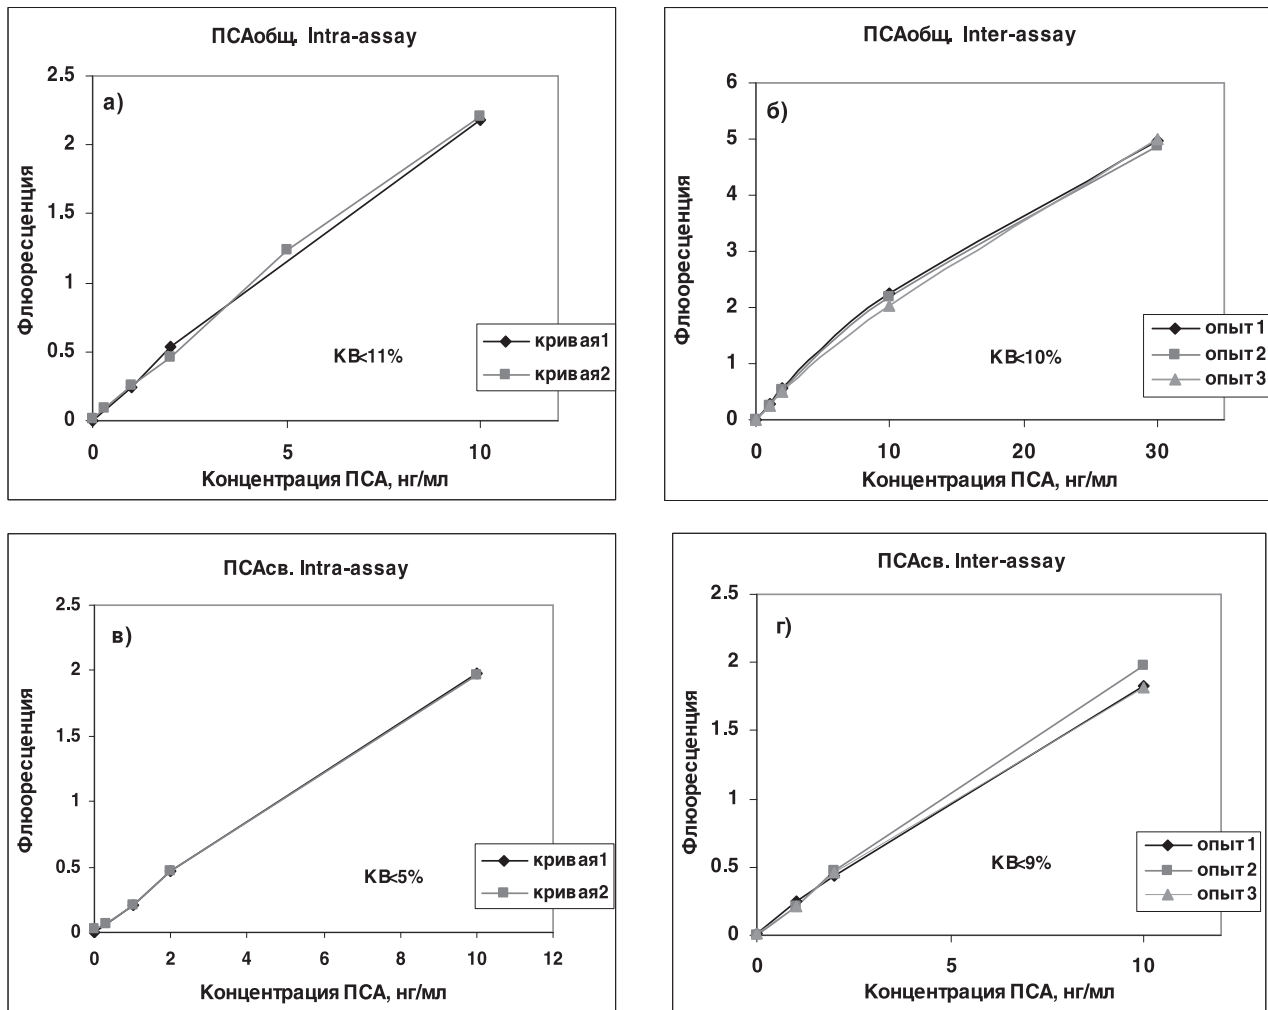 ПСАобщ. Intra-assay
а)
2.5
2
1.5
1
0.5
0
Флюоресценция
КВ<11%
кривая1
кривая2
0 5 10
Концентрация ПСА, нг/мл
ПСАобщ. Inter-assay
б)
6
5
4
3
2
1
0
Флюоресценция
КВ<10%
опыт 1
опыт 2
опыт 3
0 10 20 30
Концентрация ПСА, нг/мл
ПСАсв. Intra-assay
в)
2.5
2
1.5
1
0.5
0
Флюоресценция
КВ<5%
кривая1
кривая2
0 2 4 6 8 10 12
Концентрация ПСА, нг/мл
ПСАсв. Inter-assay
г)
2.5
2
1.5
1
0.5
0
Флюоресценция
КВ<9%
опыт 1
опыт 2
опыт 3
0 5 10
Концентрация ПСА, нг/мл